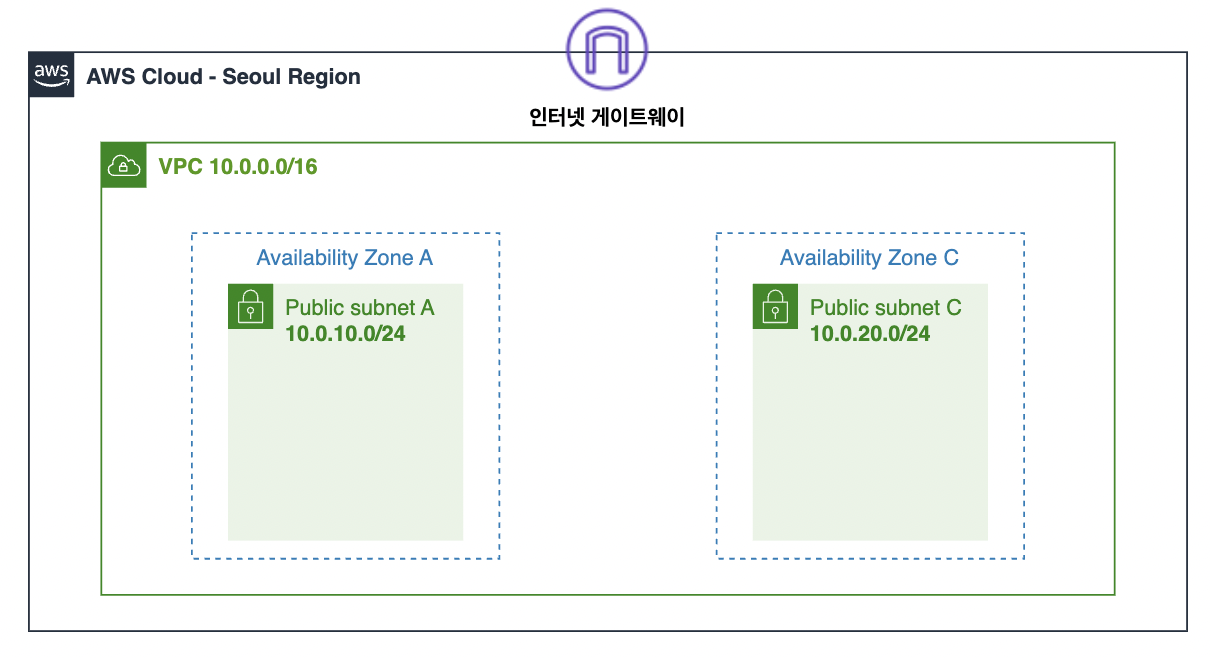 aws
AWS Cloud - Seoul Region
인터넷 게이트웨이
VPC 10.0.0.0/16
Availability Zone A
Public subnet A
10.0.10.0/24
Availability Zone C
Public subnet C
10.0.20.0/24